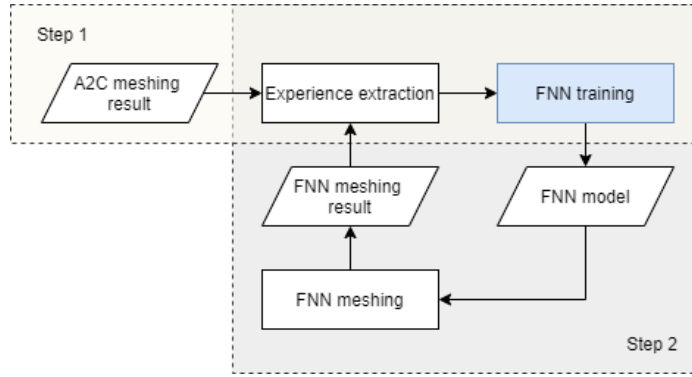 Step 1
A2C meshing
result
Experience extraction
FNN training
FNN meshing
result
FNN model
FNN meshing
Step 2